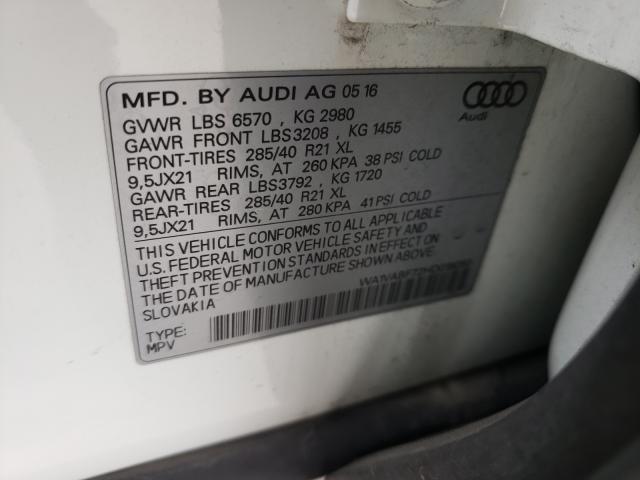 MFD. BY AUDI AG 05 16
Audi
GVWR LBS 6570 , KG 2980
GAWR FRONT LBS3208 , KG 1455
FRONT-TIRES 285/40 R21 XL
9,5JX21 RIMS, AT 260 KPA 38 PSI COLD
GAWR REAR LBS3792 , KG 1720
REAR-TIRES 285/40 R21 XL
9,5JX21 RIMS, AT 280 KPA 41 PSI COLD
THIS VEHICLE CONFORMS TO ALL APPLICABLE
U.S. FEDERAL MOTOR VEHICLE SAFETY AND
THEFT PREVENTION STANDARDS IN EFFECT ON
THE DATE OF MANUFACTURE SHOWN ABOVE.
SLOVAKIA
TYPE:
MPV